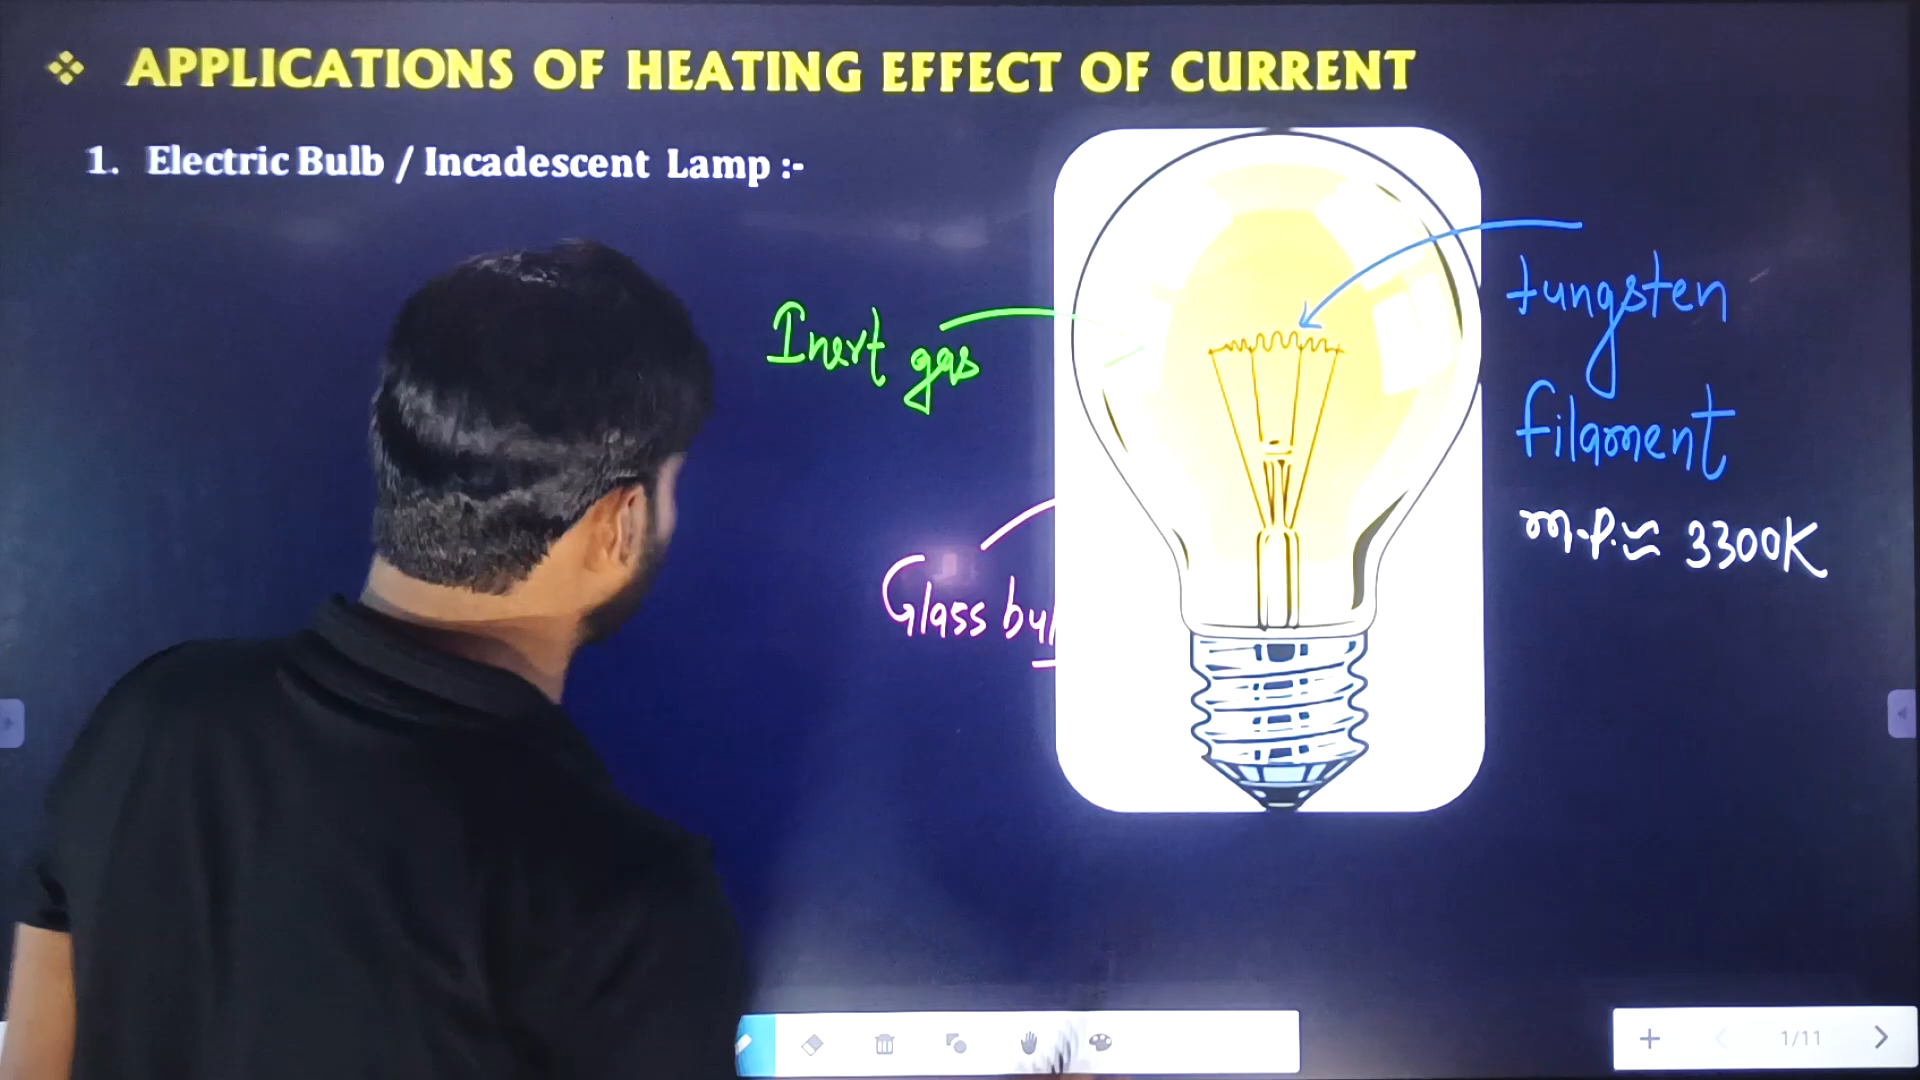 ❖ APPLICATIONS OF HEATING EFFECT OF CURRENT
1. Electric Bulb / Incadescent Lamp :-
Inert gas
Glass bul
tungsten
filament
m.p. ≈ 3300K
1/11